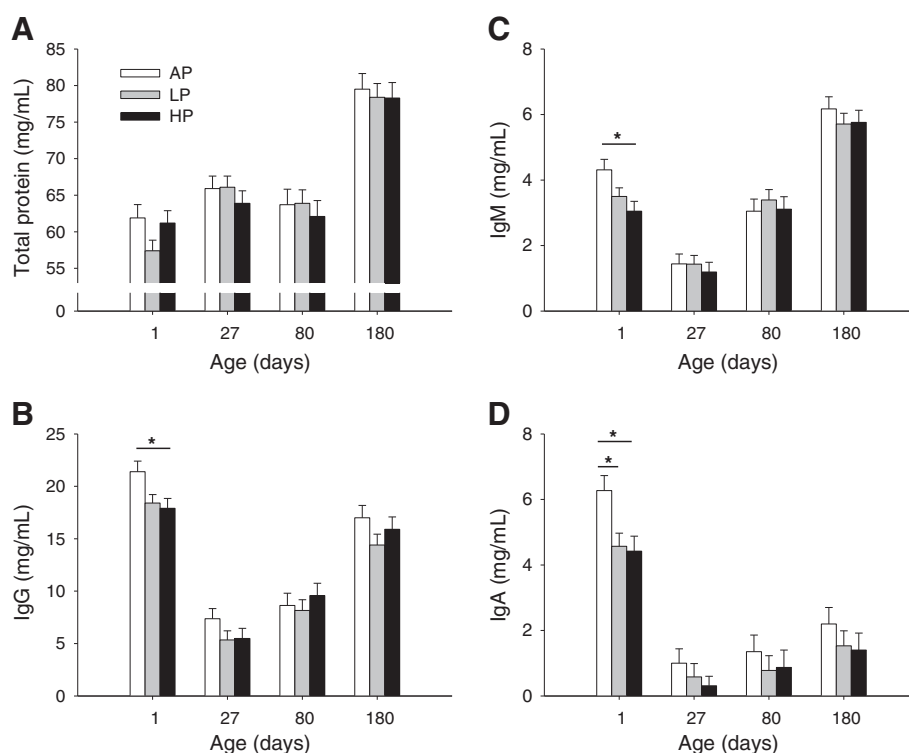 A
Total protein (mg/mL)
85
80
75
70
65
60
55
0
AP
LP
HP
1 27 80 180
Age (days)
C
IgM (mg/mL)
8
6
4
2
0
*
1 27 80 180
Age (days)
B
IgG (mg/mL)
25
20
15
10
5
0
*
1 27 80 180
Age (days)
D
IgA (mg/mL)
8
6
4
2
0
*
*
1 27 80 180
Age (days)